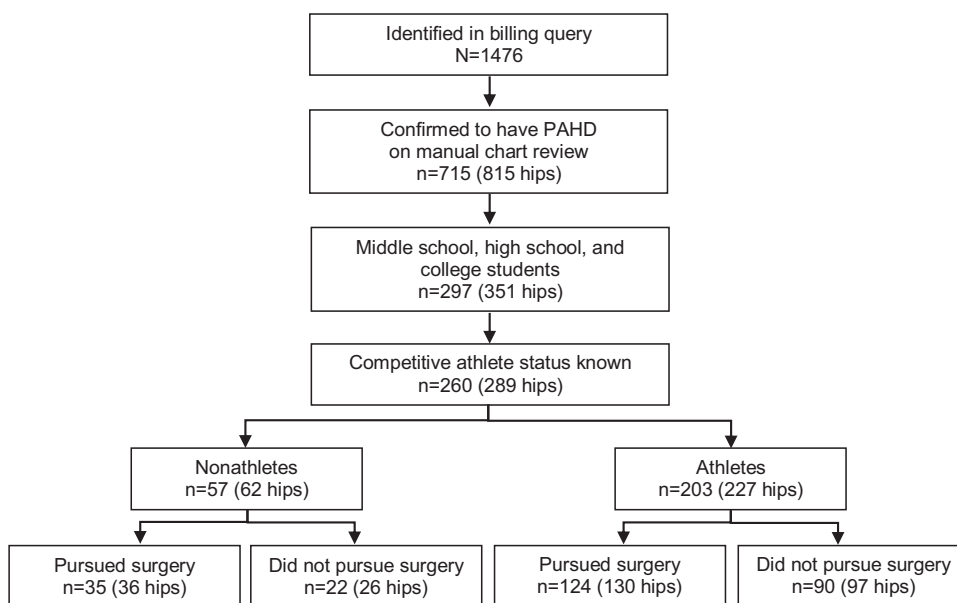 Identified in billing query
N=1476
Confirmed to have PAHD
on manual chart review
n=715 (815 hips)
Middle school, high school, and
college students
n=297 (351 hips)
Competitive athlete status known
n=260 (289 hips)
Nonathletes
n=57 (62 hips)
Athletes
n=203 (227 hips)
Pursued surgery
n=35 (36 hips)
Did not pursue surgery
n=22 (26 hips)
Pursued surgery
n=124 (130 hips)
Did not pursue surgery
n=90 (97 hips)